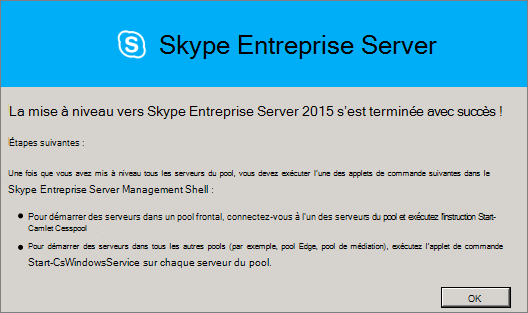 Skype Entreprise Server
La mise à niveau vers Skype Entreprise Server 2015 s'est terminée avec succès !
Étapes suivantes :
Une fois que vous avez mis à niveau tous les serveurs du pool, vous devez exécuter l'une des applets de commande suivantes dans le
Skype Entreprise Server Management Shell :
● Pour démarrer des serveurs dans un pool frontal, connectez-vous à l'un des serveurs du pool et exécutez l'instruction Start-
Camlet Cesspool
● Pour démarrer des serveurs dans tous les autres pools (par exemple, pool Edge, pool de médiation), exécutez l'applet de commande
Start-CsWindowsService sur chaque serveur du pool.
OK